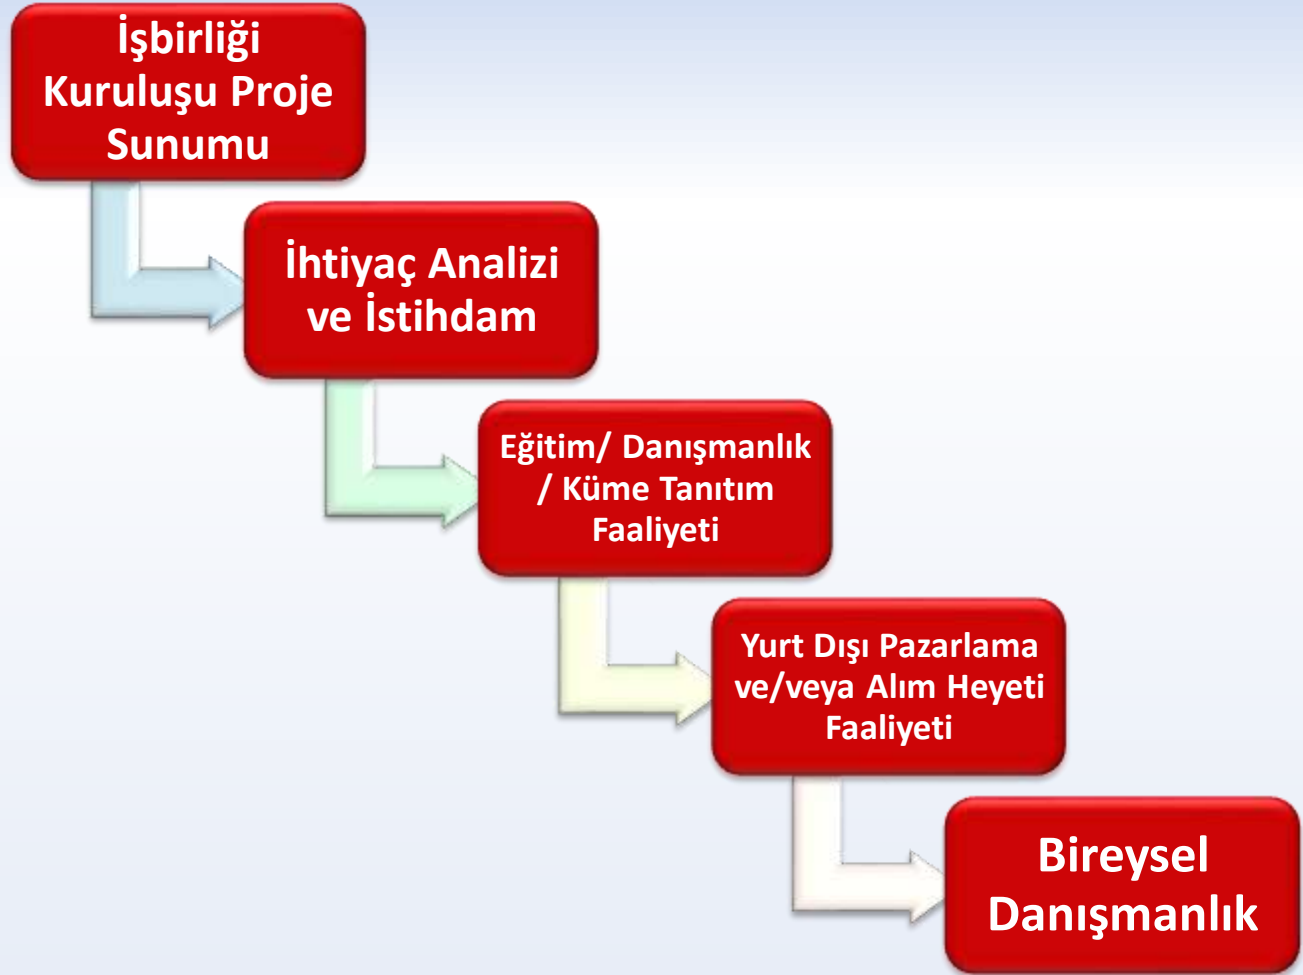 İşbirliği
Kuruluşu Proje
Sunumu
İhtiyaç Analizi
ve İstihdam
Eğitim/ Danışmanlık
/ Küme Tanıtım
Faaliyeti
Yurt Dışı Pazarlama
ve/veya Alım Heyeti
Faaliyeti
Bireysel
Danışmanlık